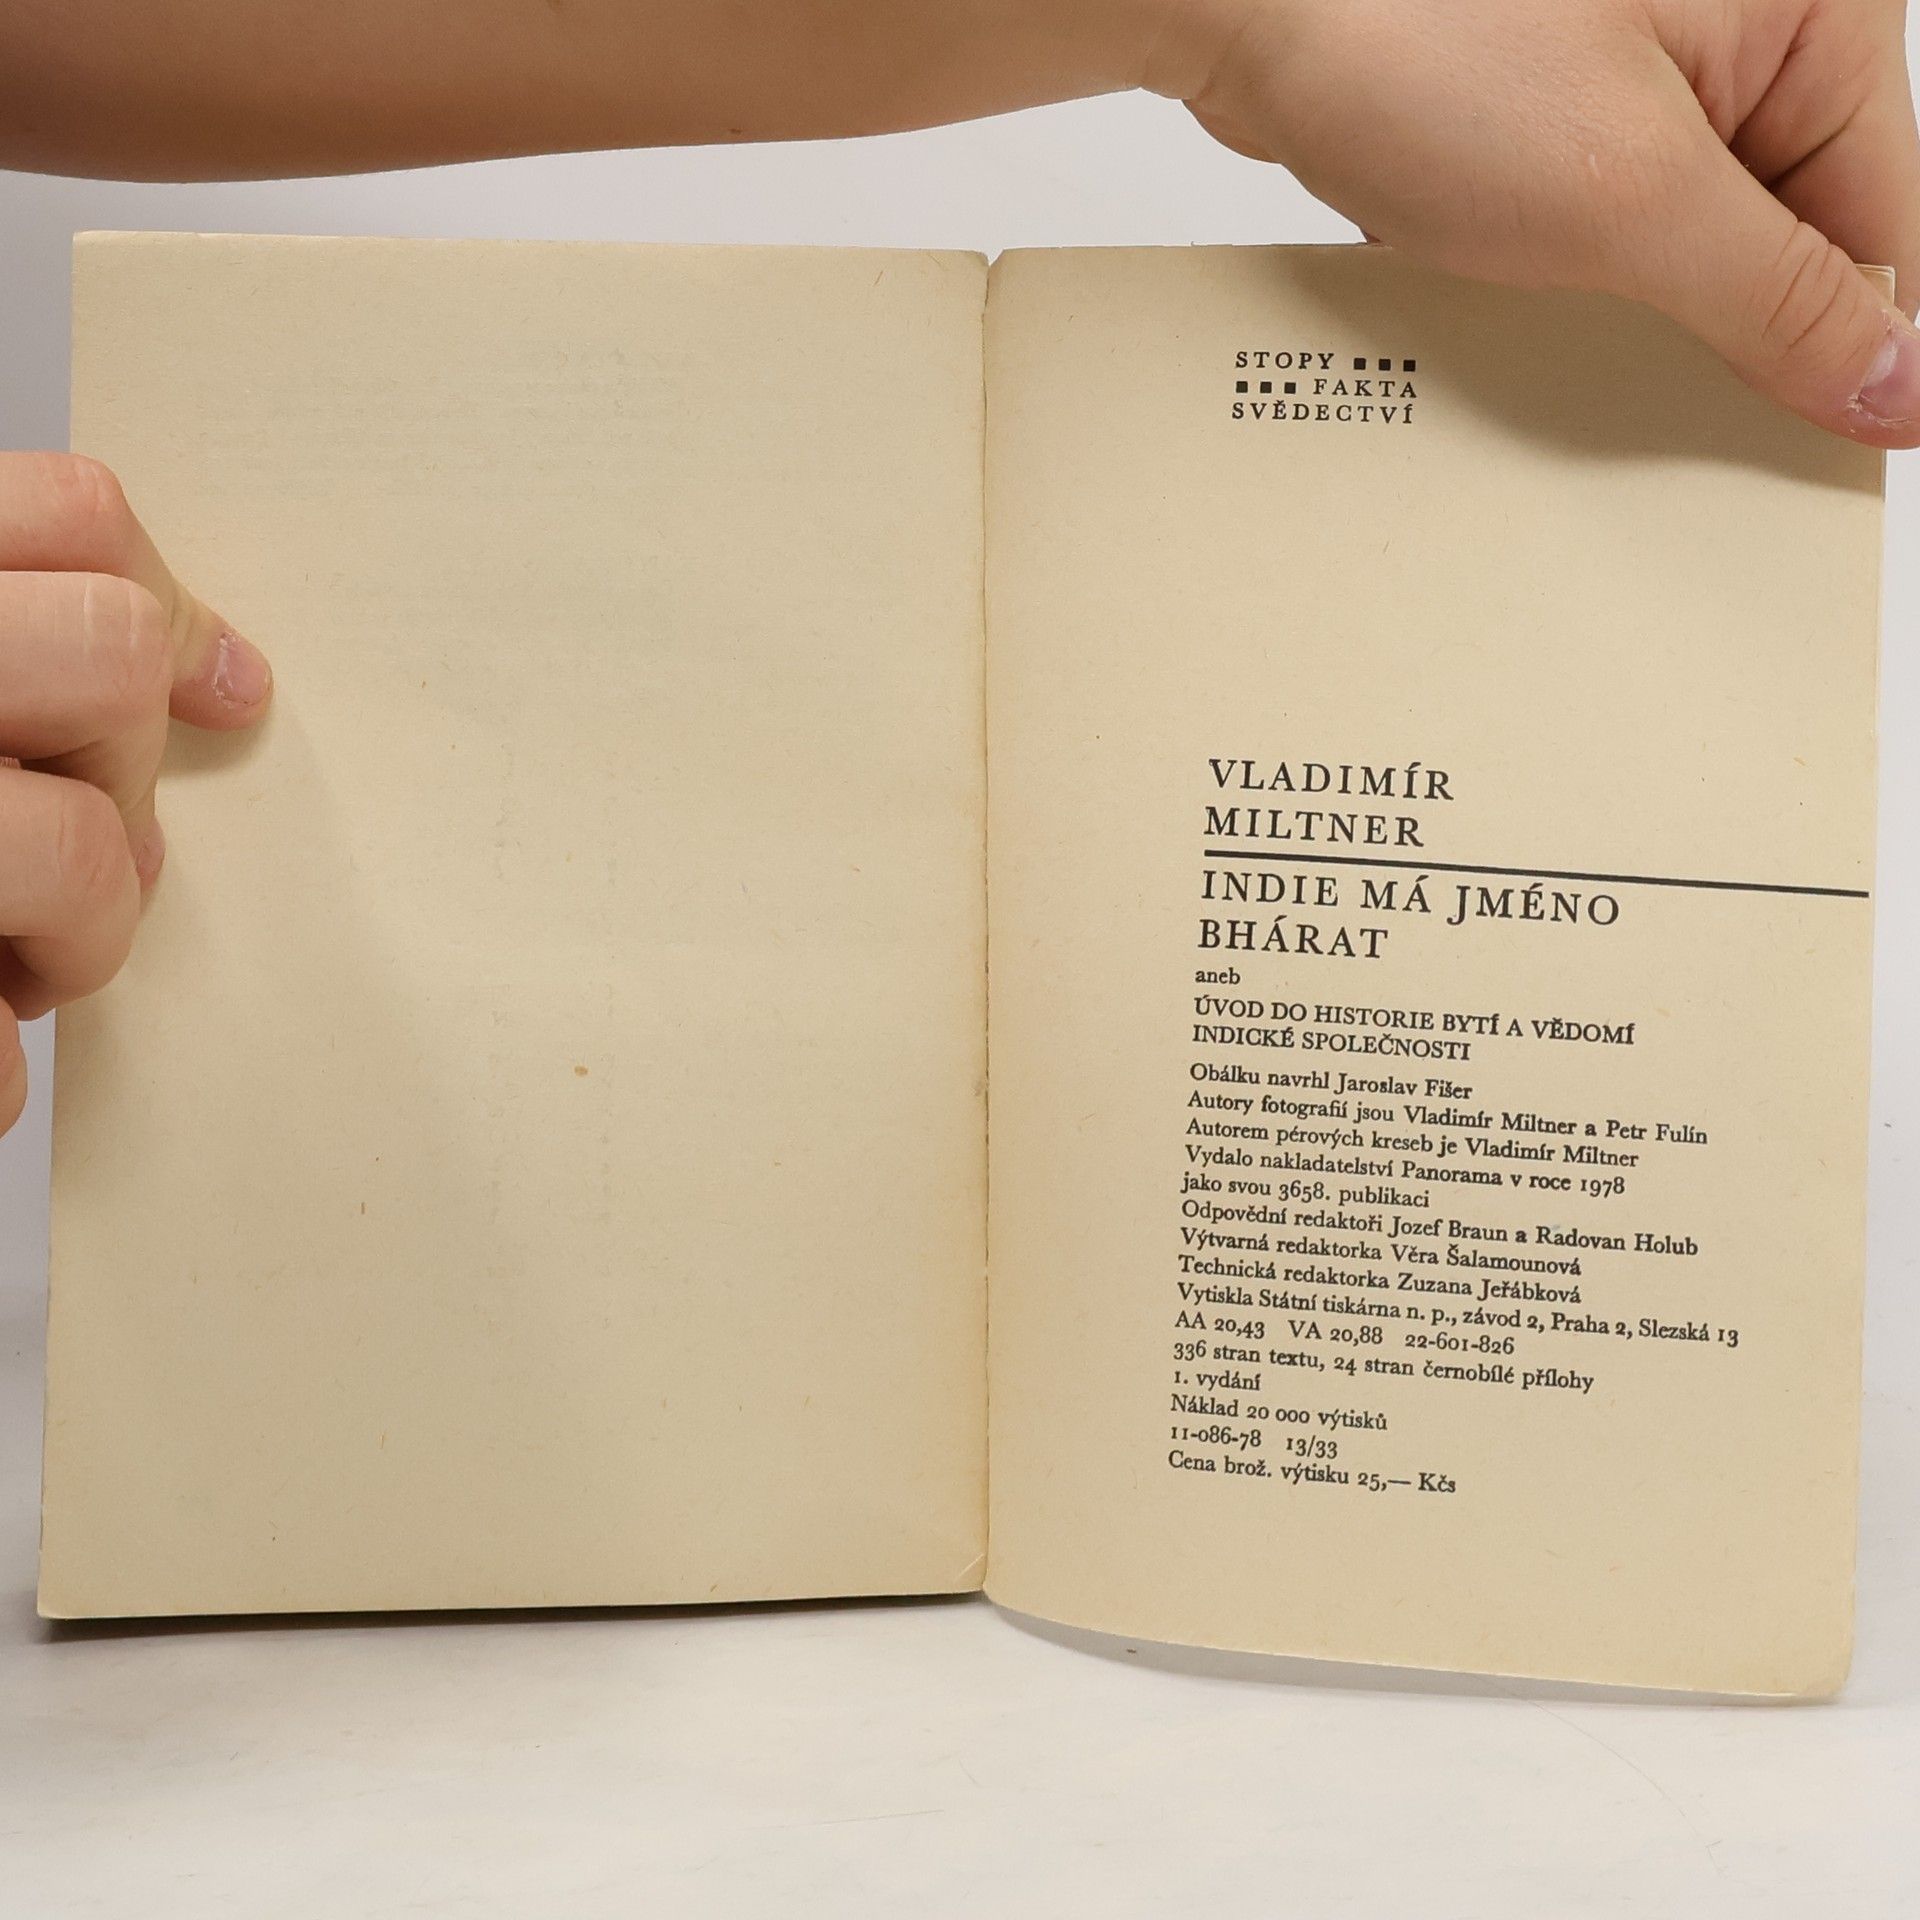 STOPY ■ ■ ■
■ ■ ■ FAKTA
SVĚDECTVÍ
VLADIMÍR
MILTNER
INDIE MÁ JMÉNO
BHÁRAT
aneb
ÚVOD DO HISTORIE BYTÍ A VĚDOMÍ
INDICKÉ SPOLEČNOSTI
Obálku navrhl Jaroslav Fišer
Autory fotografií jsou Vladimír Miltner a Petr Fulín
Autorem pérových kreseb je Vladimír Miltner
Vydalo nakladatelství Panorama v roce 1978
jako svou 3658. publikaci
Odpovědní redaktoři Jozef Braun a Radovan Holub
Výtvarná redaktorka Věra Šalamounová
Technická redaktorka Zuzana Jeřábková
Vytiskla Státní tiskárna n. p., závod 2, Praha 2, Slezská 13
AA 20,43 VA 20,88 22-601-826
336 stran textu, 24 stran černobílé přílohy
1. vydání
Náklad 20 000 výtisků
11-086-78 13/33
Cena brož. výtisku 25,— Kčs